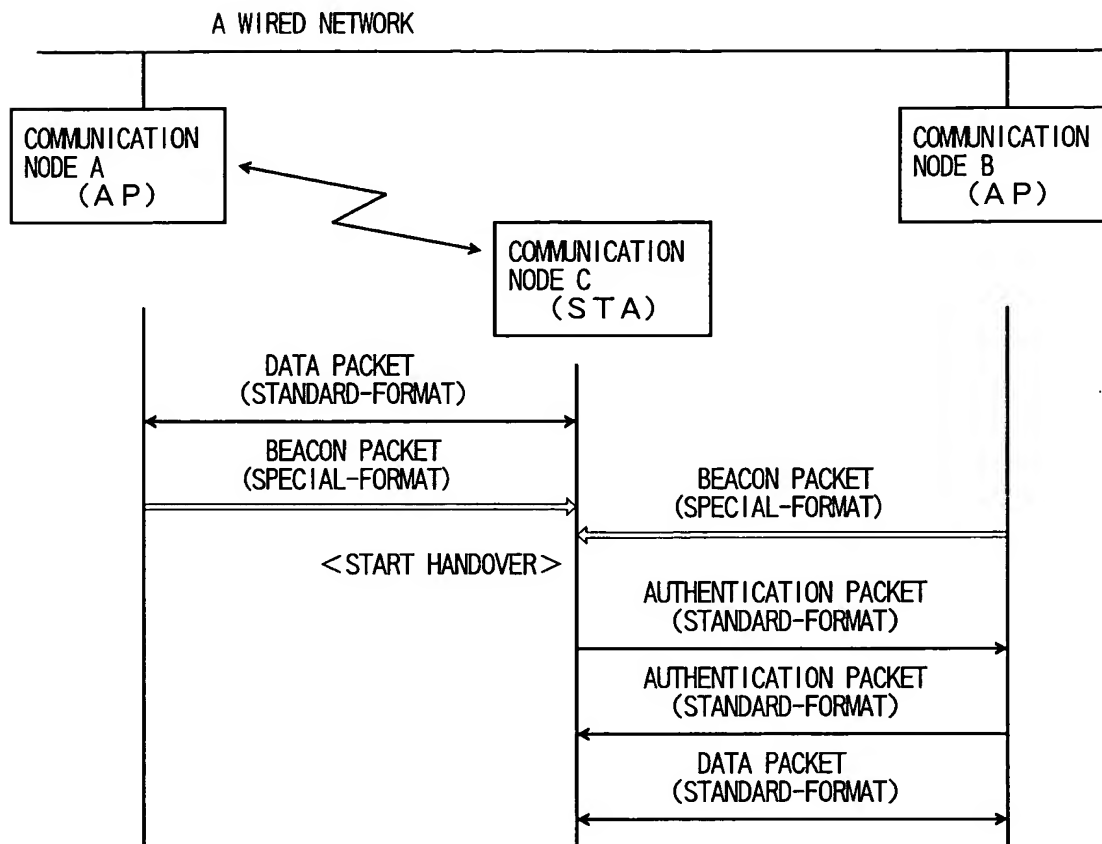 A WIRED NETWORK
COMMUNICATION
NODE A
(AP)
COMMUNICATION
NODE B
(AP)
COMMUNICATION
NODE C
(STA)
DATA PACKET
(STANDARD-FORMAT)
BEACON PACKET
(SPECIAL-FORMAT)
BEACON PACKET
(SPECIAL-FORMAT)
<START HANDOVER>
AUTHENTICATION PACKET
(STANDARD-FORMAT)
AUTHENTICATION PACKET
(STANDARD-FORMAT)
DATA PACKET
(STANDARD-FORMAT)